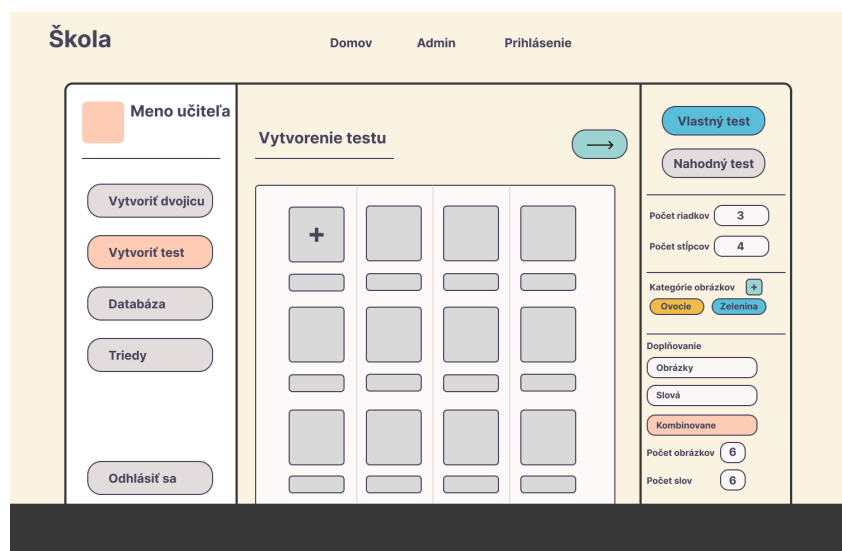 Škola
Domov
Admin
Prihlásenie
Meno učiteľa
Vytvoriť dvojicu
Vytvoriť test
Databáza
Triedy
Odhlásiť sa
Vytvorenie testu
+
Vlastný test
Nahodný test
Počet riadkov 3
Počet stĺpcov 4
Kategórie obrázkov +
Ovocie
Zelenina
Doplňovanie
Obrázky
Slová
Kombinovane
Počet obrázkov 6
Počet slov 6